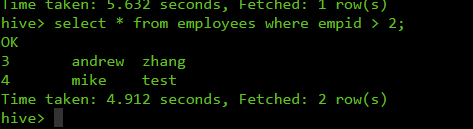 Time taken: 5.632 seconds, Fetched: 1 row(s)
hive> select * from employees where empid > 2;
OK
3       andrew  zhang
4       mike    test
Time taken: 4.912 seconds, Fetched: 2 row(s)
hive>